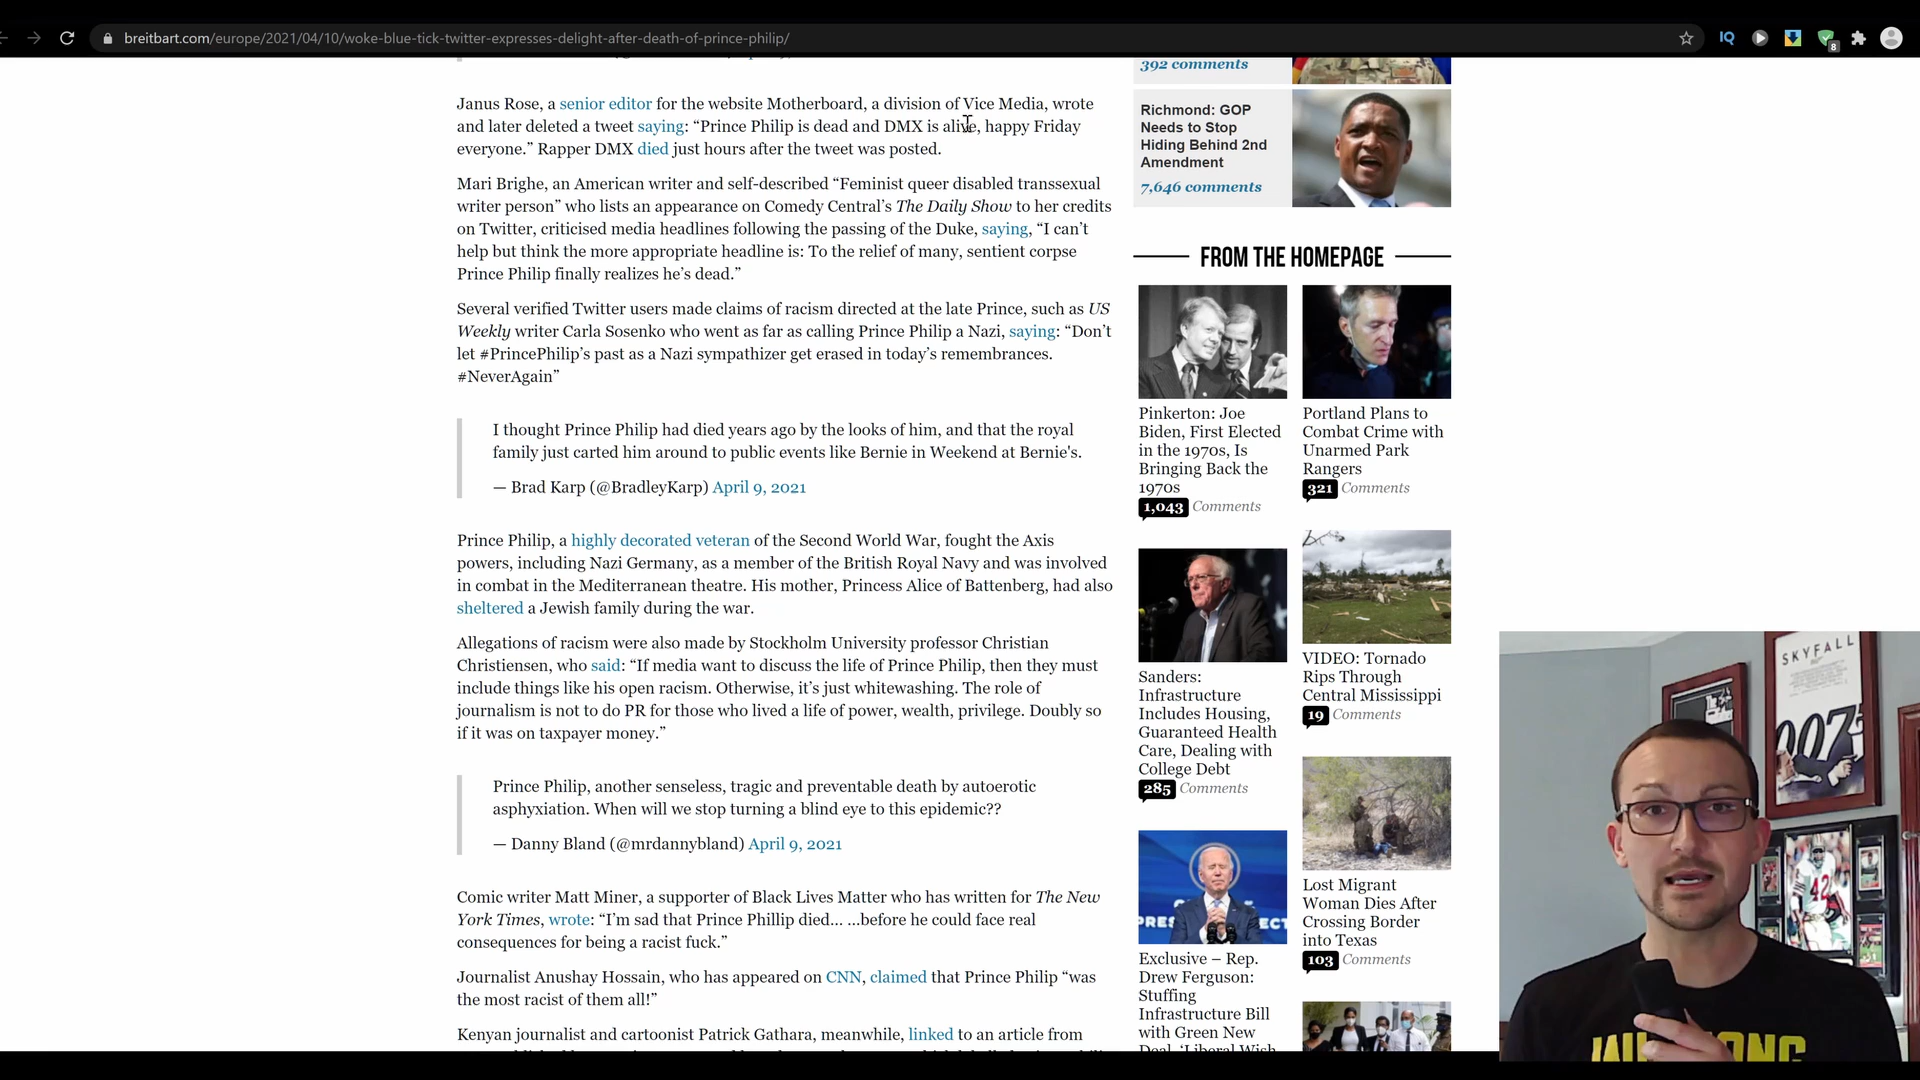 breitbart.com/europe/2021/04/10/woke-blue-tick-twitter-expresses-delight-after-death-of-prince-philip/
IQ
8
Janus Rose, a senior editor for the website Motherboard, a division of Vice Media, wrote
and later deleted a tweet saying: “Prince Philip is dead and DMX is alive, happy Friday
everyone.” Rapper DMX died just hours after the tweet was posted.
Mari Brighe, an American writer and self-described “Feminist queer disabled transsexual
writer person” who lists an appearance on Comedy Central’s The Daily Show to her credits
on Twitter, criticised media headlines following the passing of the Duke, saying, “I can’t
help but think the more appropriate headline is: To the relief of many, sentient corpse
Prince Philip finally realizes he’s dead.”
Several verified Twitter users made claims of racism directed at the late Prince, such as US
Weekly writer Carla Sosenko who went as far as calling Prince Philip a Nazi, saying: “Don’t
let #PrincePhilip’s past as a Nazi sympathizer get erased in today’s remembrances.
#NeverAgain”
I thought Prince Philip had died years ago by the looks of him, and that the royal
family just carted him around to public events like Bernie in Weekend at Bernie's.
— Brad Karp (@BradleyKarp) April 9, 2021
Prince Philip, a highly decorated veteran of the Second World War, fought the Axis
powers, including Nazi Germany, as a member of the British Royal Navy and was involved
in combat in the Mediterranean theatre. His mother, Princess Alice of Battenberg, had also
sheltered a Jewish family during the war.
Allegations of racism were also made by Stockholm University professor Christian
Christiensen, who said: “If media want to discuss the life of Prince Philip, then they must
include things like his open racism. Otherwise, it’s just whitewashing. The role of
journalism is not to do PR for those who lived a life of power, wealth, privilege. Doubly so
if it was on taxpayer money.”
Prince Philip, another senseless, tragic and preventable death by autoerotic
asphyxiation. When will we stop turning a blind eye to this epidemic??
— Danny Bland (@mrdannybland) April 9, 2021
Comic writer Matt Miner, a supporter of Black Lives Matter who has written for The New
York Times, wrote: “I’m sad that Prince Phillip died… …before he could face real
consequences for being a racist fuck.”
Journalist Anushay Hossain, who has appeared on CNN, claimed that Prince Philip “was
the most racist of them all!”
Kenyan journalist and cartoonist Patrick Gathara, meanwhile, linked to an article from
392 comments
Richmond: GOP
Needs to Stop
Hiding Behind 2nd
Amendment
7,646 comments
FROM THE HOMEPAGE
Pinkerton: Joe
Biden, First Elected
in the 1970s, Is
Bringing Back the
1970s
1,043 Comments
Portland Plans to
Combat Crime with
Unarmed Park
Rangers
321 Comments
Sanders:
Infrastructure
Includes Housing,
Guaranteed Health
Care, Dealing with
College Debt
285 Comments
VIDEO: Tornado
Rips Through
Central Mississippi
19 Comments
Exclusive – Rep.
Drew Ferguson:
Stuffing
Infrastructure Bill
with Green New
Deal, ‘Liberal Wish
Lost Migrant
Woman Dies After
Crossing Border
into Texas
103 Comments
SKYFALL
007
42